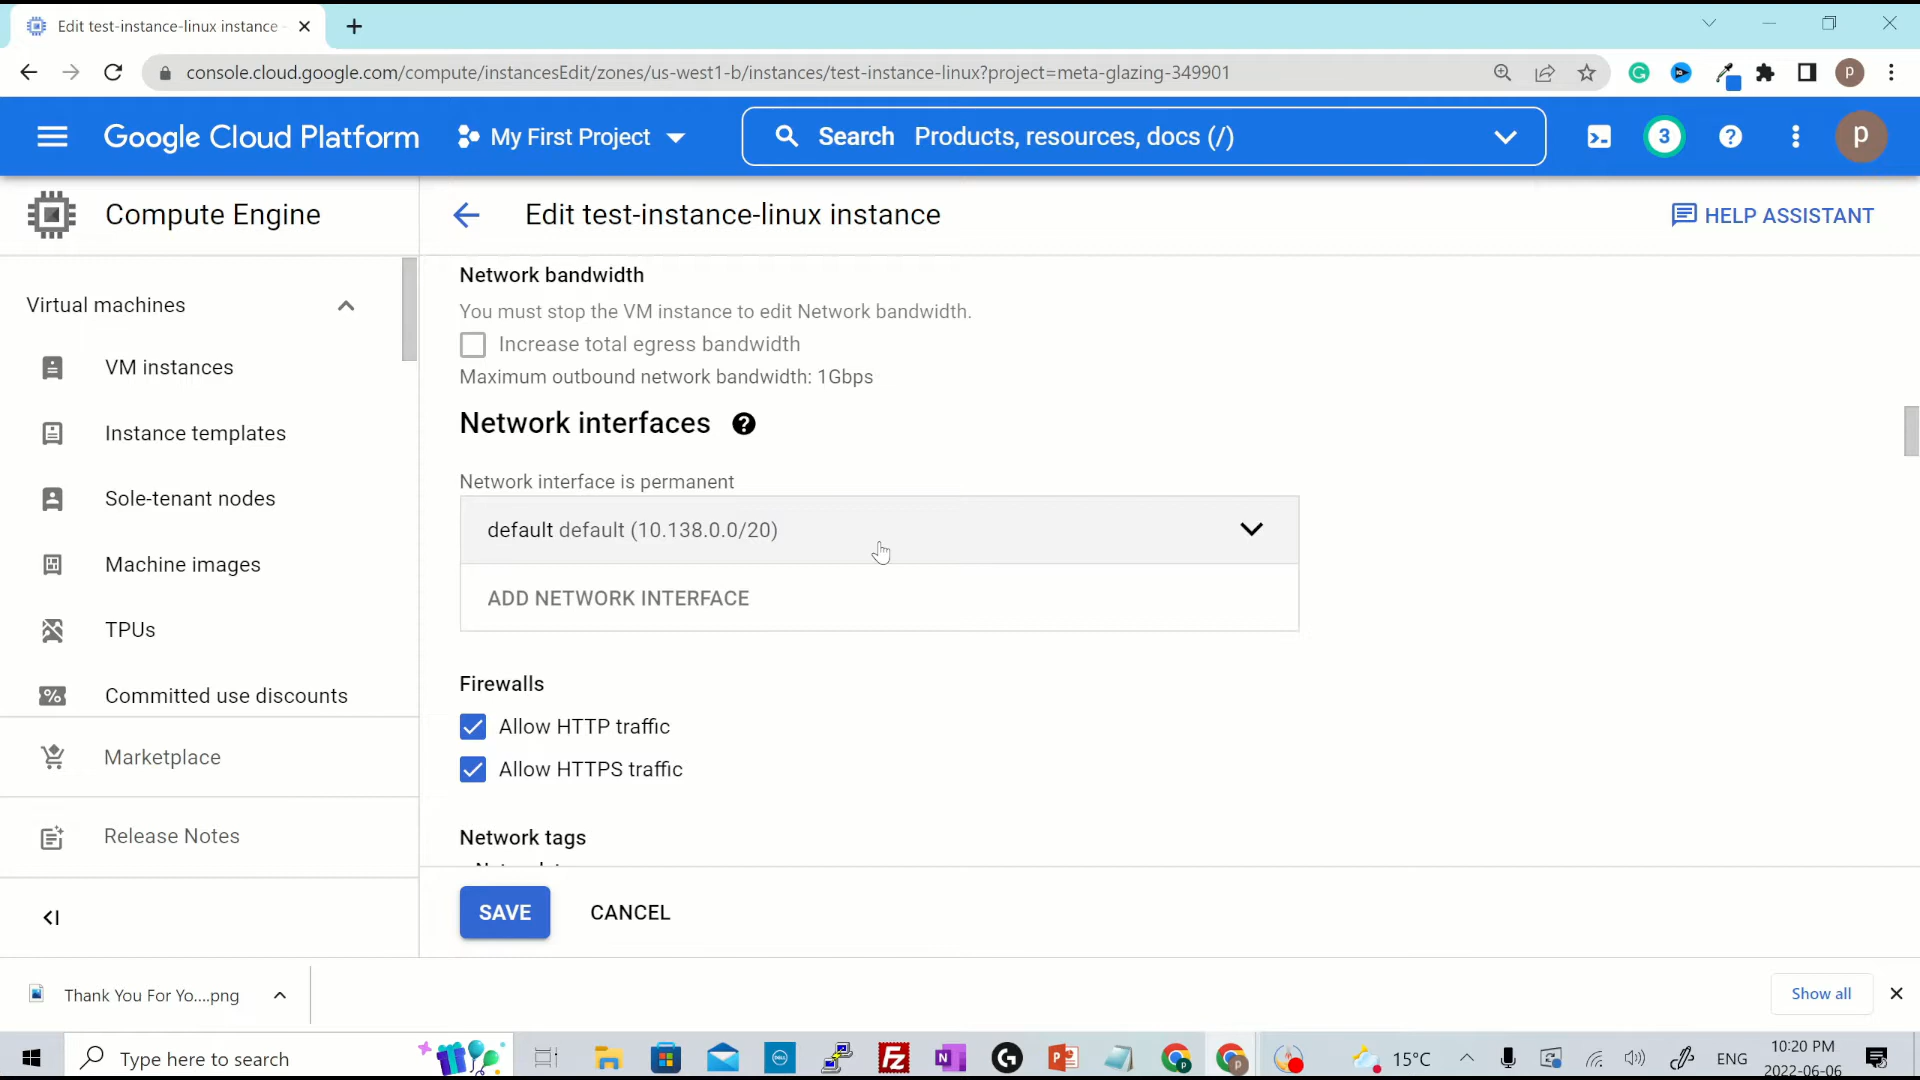 Edit test-instance-linux instance -
console.cloud.google.com/compute/instancesEdit/zones/us-west1-b/instances/test-instance-linux?project=meta-glazing-349901
P
Google Cloud Platform
My First Project
Search Products, resources, docs (/)
3
p
Compute Engine
Edit test-instance-linux instance
HELP ASSISTANT
Virtual machines
VM instances
Instance templates
Sole-tenant nodes
Machine images
TPUs
Committed use discounts
Marketplace
Release Notes
Network bandwidth
You must stop the VM instance to edit Network bandwidth.
Increase total egress bandwidth
Maximum outbound network bandwidth: 1Gbps
Network interfaces
Network interface is permanent
default default (10.138.0.0/20)
ADD NETWORK INTERFACE
Firewalls
Allow HTTP traffic
Allow HTTPS traffic
Network tags
SAVE
CANCEL
Thank You For Yo....png
Show all
Type here to search
15°C
ENG
10:20 PM
2022-06-06